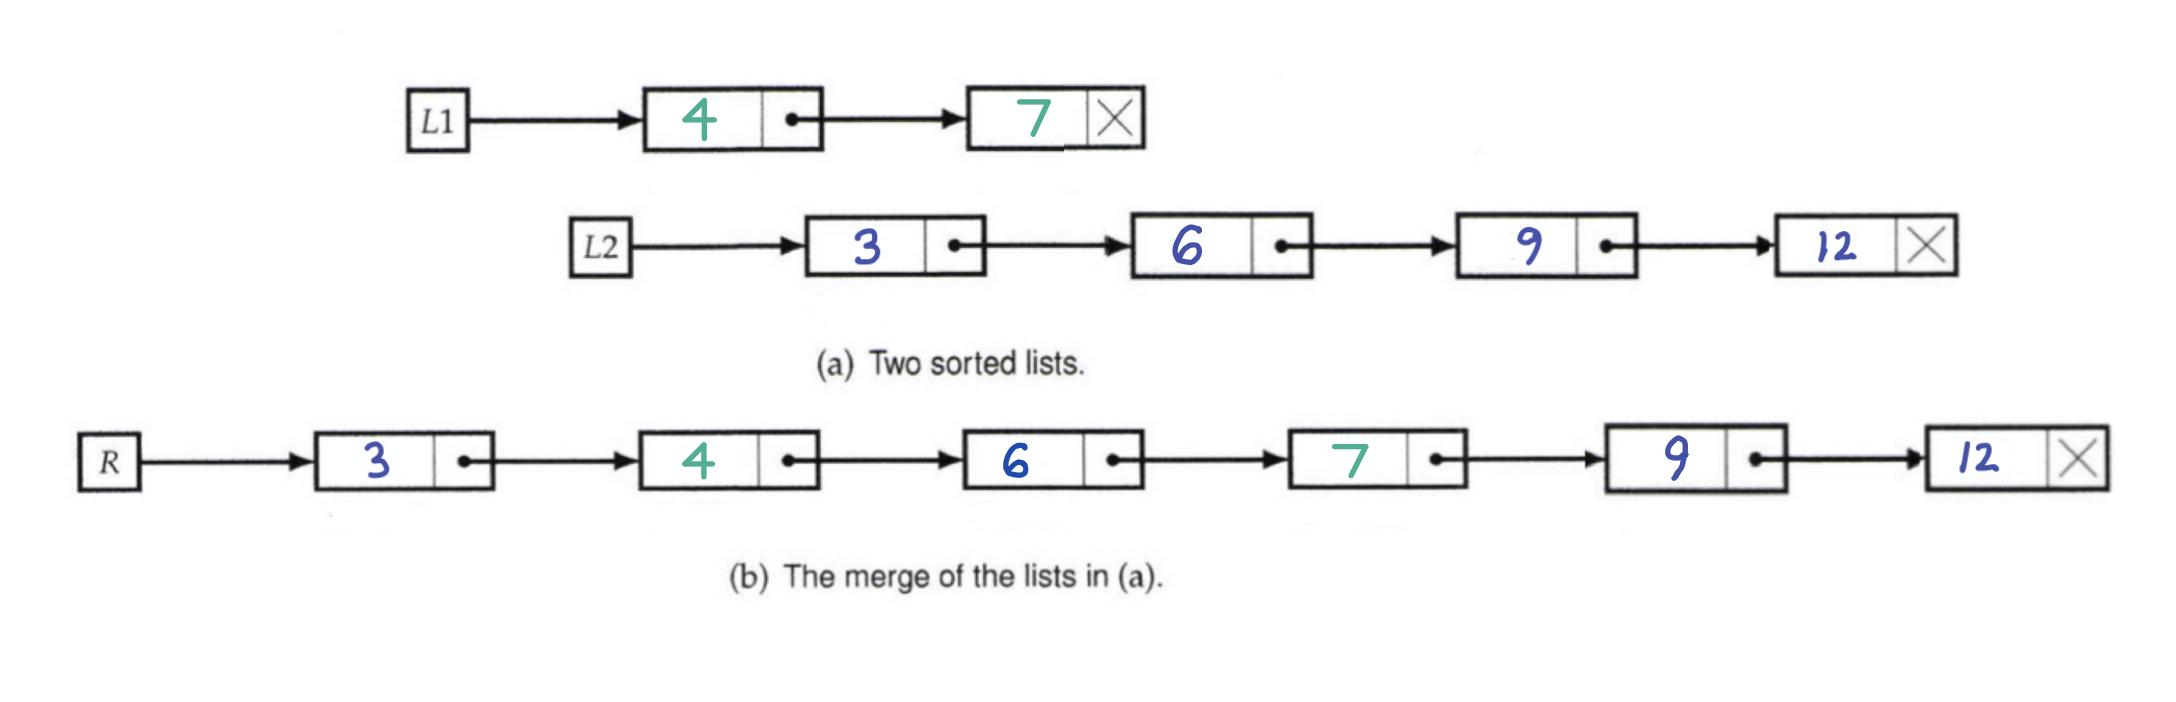 L1 4 7
L2 3 6 9 12
(a) Two sorted lists.
R 3 4 6 7 9 12
(b) The merge of the lists in (a).